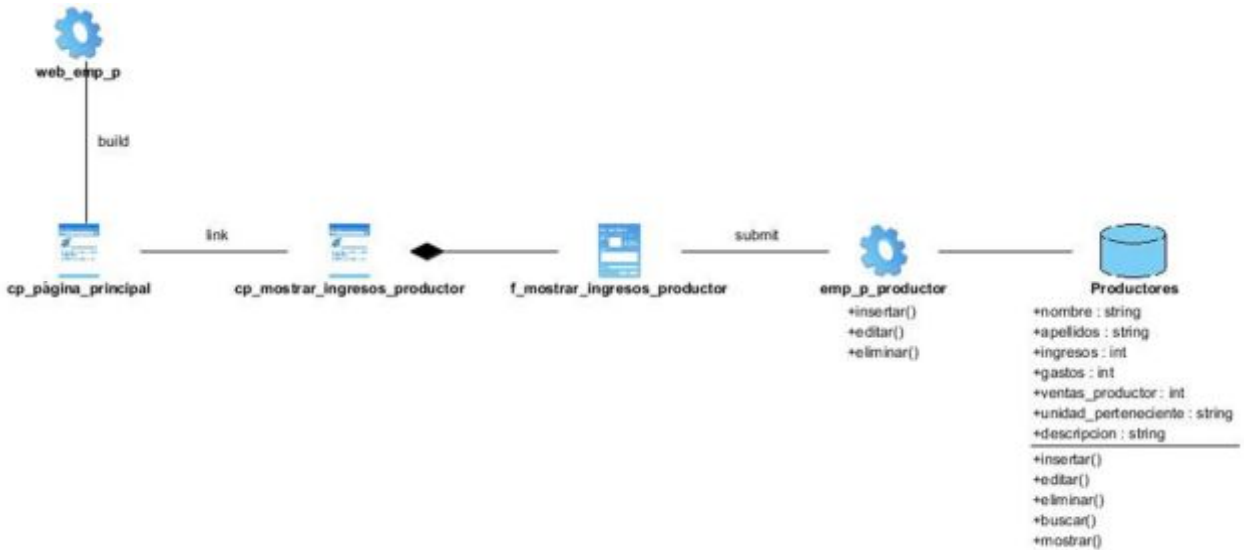 web_emp_p
build
link
submit
cp_página_principal
cp_mostrar_ingresos_productor
f_mostrar_ingresos_productor
emp_p_productor
+insertar()
+editar()
+eliminar()
Productores
+nombre : string
+apellidos : string
+ingresos : int
+gastos : int
+ventas_productor : int
+unidad_perteneciente : string
+descripcion : string
+insertar()
+editar()
+eliminar()
+buscar()
+mostrar()